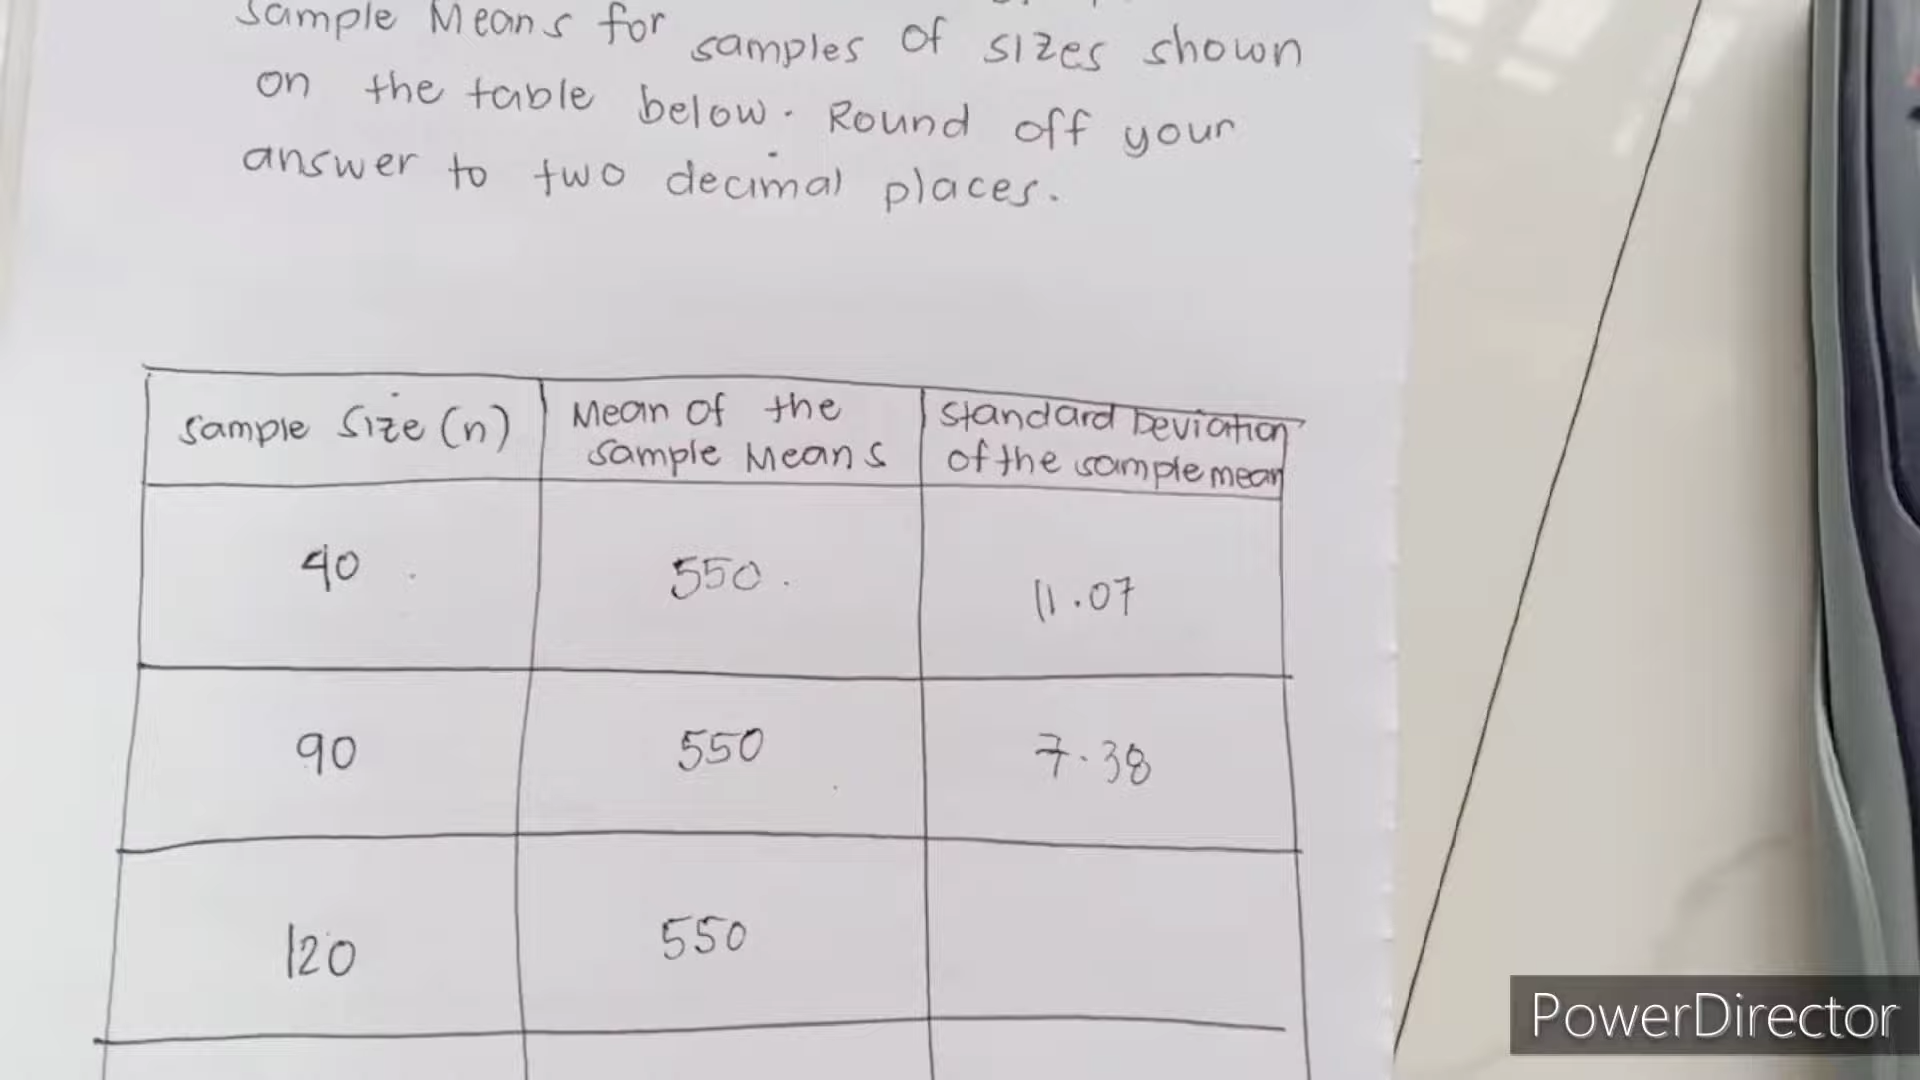 Sample Means for samples of sizes shown
on the table below. Round off your
answer to two decimal places.
Sample Size (n)
Mean of the
Sample Means
Standard Deviation
of the sample mean
40
550
11.07
90
550
7.38
120
550
PowerDirector